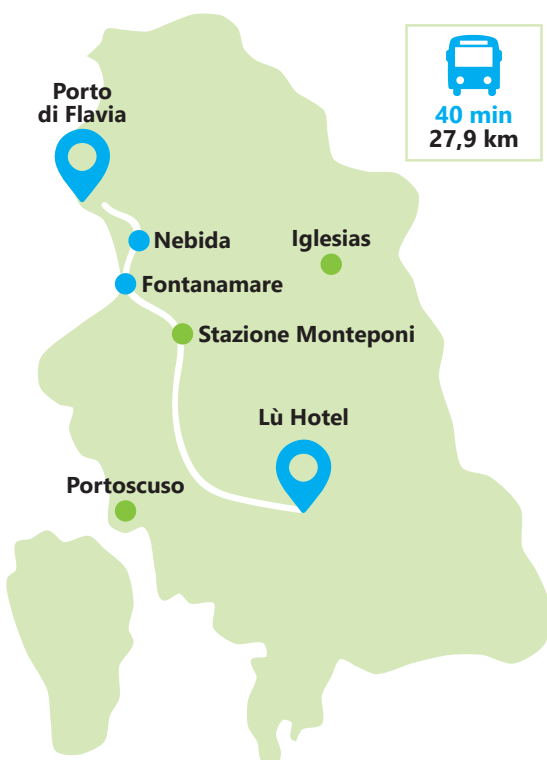 Porto
di Flavia
40 min
27,9 km
Nebida
Iglesias
Fontanamare
Stazione Monteponi
Lù Hotel
Portoscuso